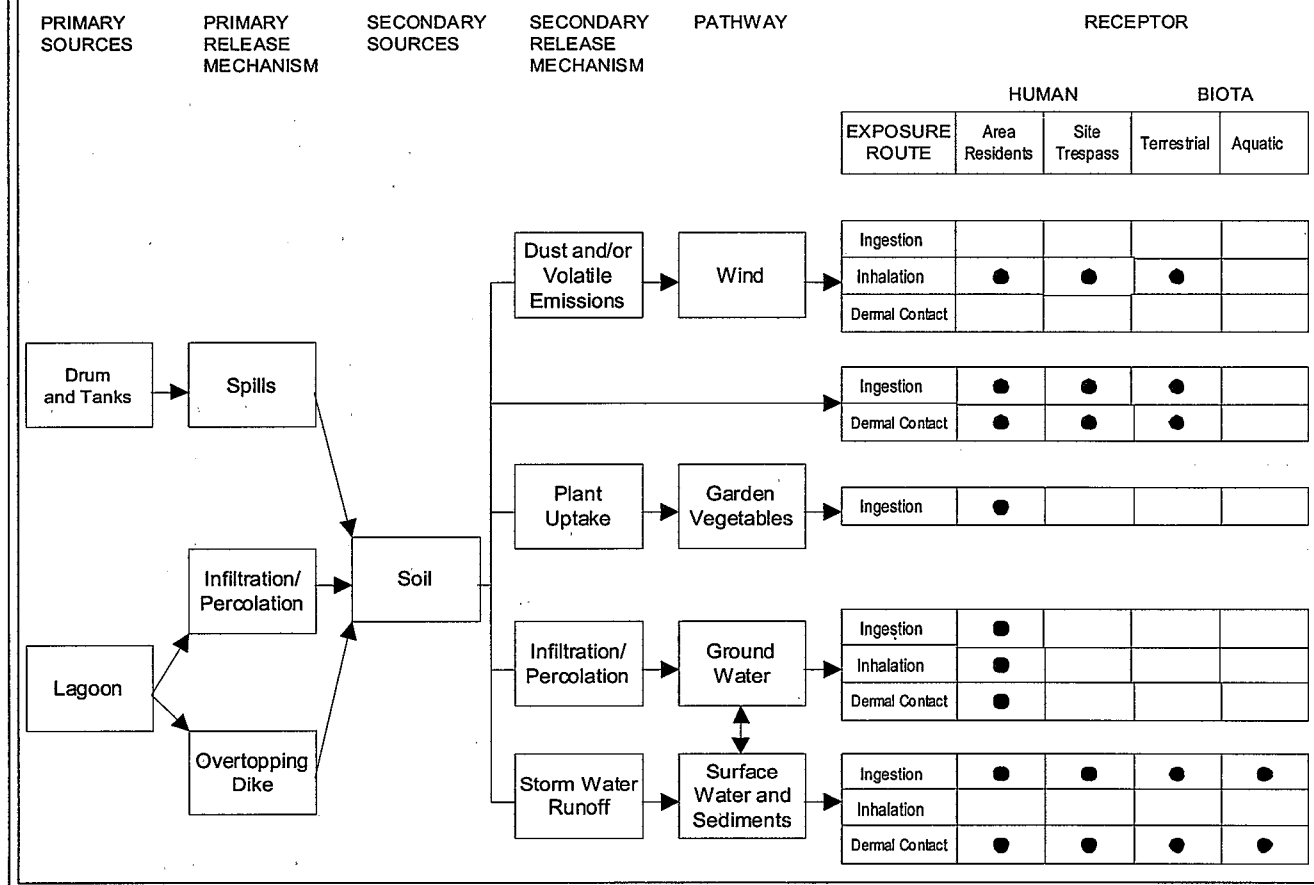 PRIMARY SOURCES
PRIMARY RELEASE MECHANISM
SECONDARY SOURCES
SECONDARY RELEASE MECHANISM
PATHWAY
RECEPTOR
HUMAN
BIOTA
EXPOSURE ROUTE
Area Residents
Site Trespass
Terrestrial
Aquatic
Dust and/or
Volatile
Emissions
Wind
Ingestion
Inhalation
Dermal Contact
Drum
and Tanks
Spills
Ingestion
Dermal Contact
Plant
Uptake
Garden
Vegetables
Ingestion
Infiltration/
Percolation
Soil
Lagoon
Infiltration/
Percolation
Ground
Water
Ingestion
Inhalation
Dermal Contact
Overtopping
Dike
Storm Water
Runoff
Surface
Water and
Sediments
Ingestion
Inhalation
Dermal Contact